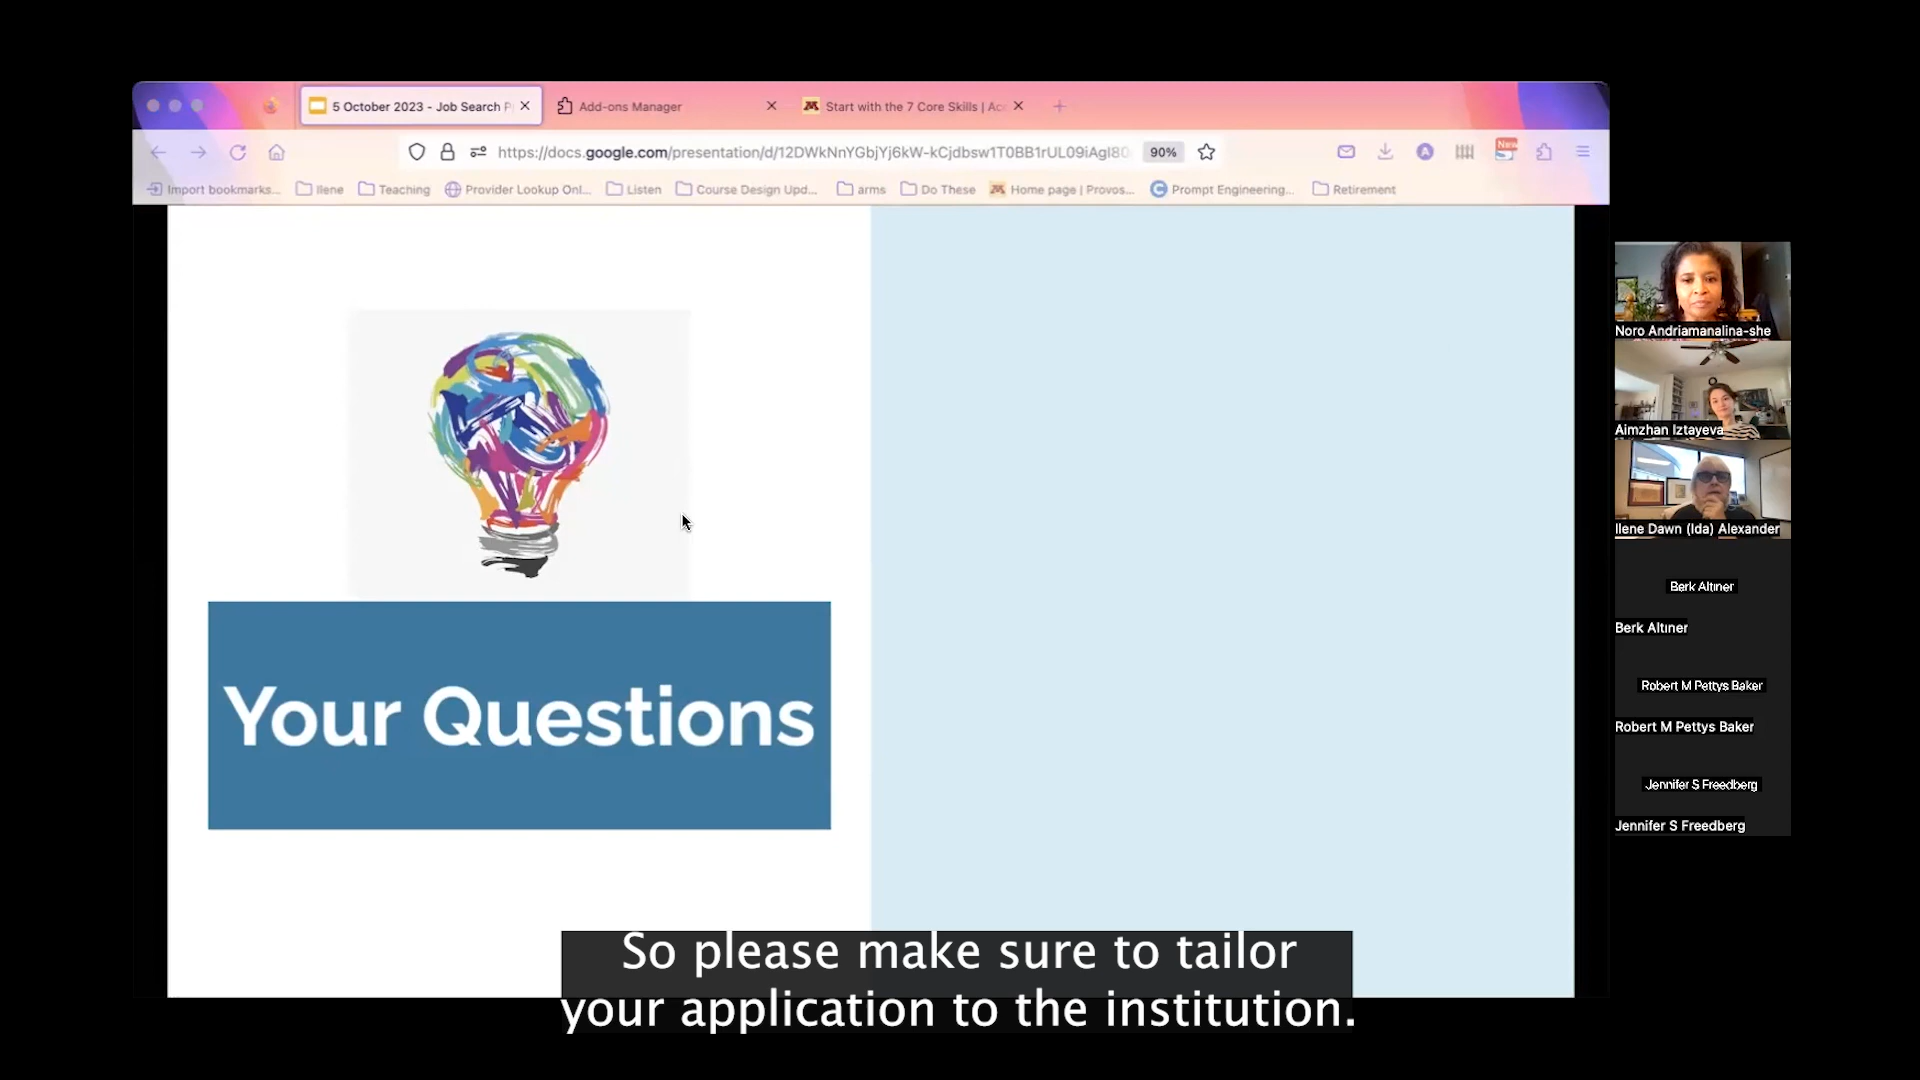 5 October 2023 - Job Search
Add-ons Manager
Start with the 7 Core Skills | Ac
https://docs.google.com/presentation/d/12DWkNnYGbjYj6kW-kCjdbsw1T0BB1rUL09iAgI80
90%
New
Import bookmarks...
Ilene
Teaching
Provider Lookup Onl...
Listen
Course Design Upd...
arms
Do These
Home page | Provos...
Prompt Engineering...
Retirement
Your Questions
Noro Andriamanalina-she
Aimzhan Iztayeva
Ilene Dawn (Ida) Alexander
Berk Altıner
Berk Altıner
Robert M Pettys Baker
Robert M Pettys Baker
Jennifer S Freedberg
Jennifer S Freedberg
So please make sure to tailor
your application to the institution.